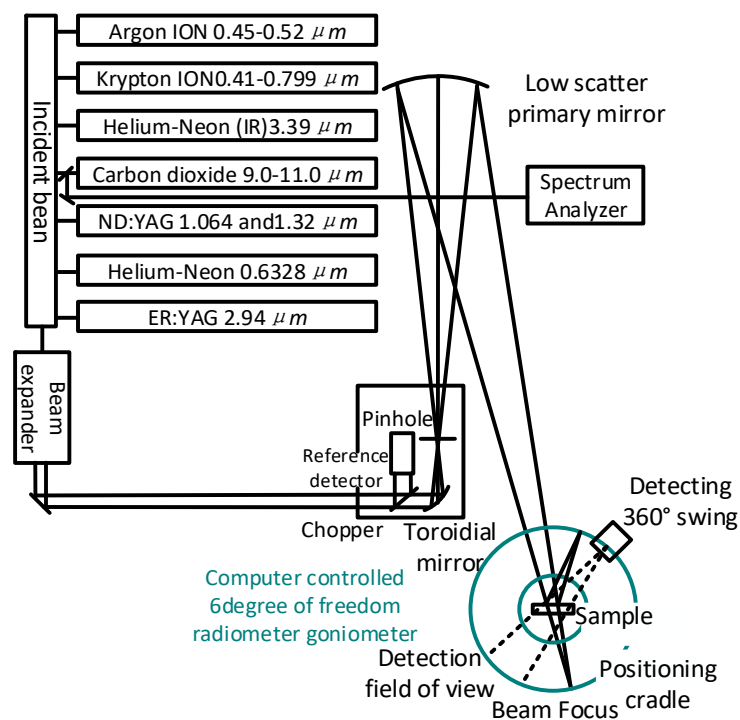 Argon ION 0.45-0.52 μm
Krypton ION0.41-0.799 μm
Helium-Neon (IR)3.39 μm
Carbon dioxide 9.0-11.0 μm
ND:YAG 1.064 and1.32 μm
Helium-Neon 0.6328 μm
ER:YAG 2.94 μm
Incident bean
Beam
expander
Low scatter
primary mirror
Spectrum
Analyzer
Pinhole
Reference
detector
Chopper
Toroidial
mirror
Detecting
360° swing
Computer controlled
6degree of freedom
radiometer goniometer
Sample
Detection
field of view
Positioning
cradle
Beam Focus